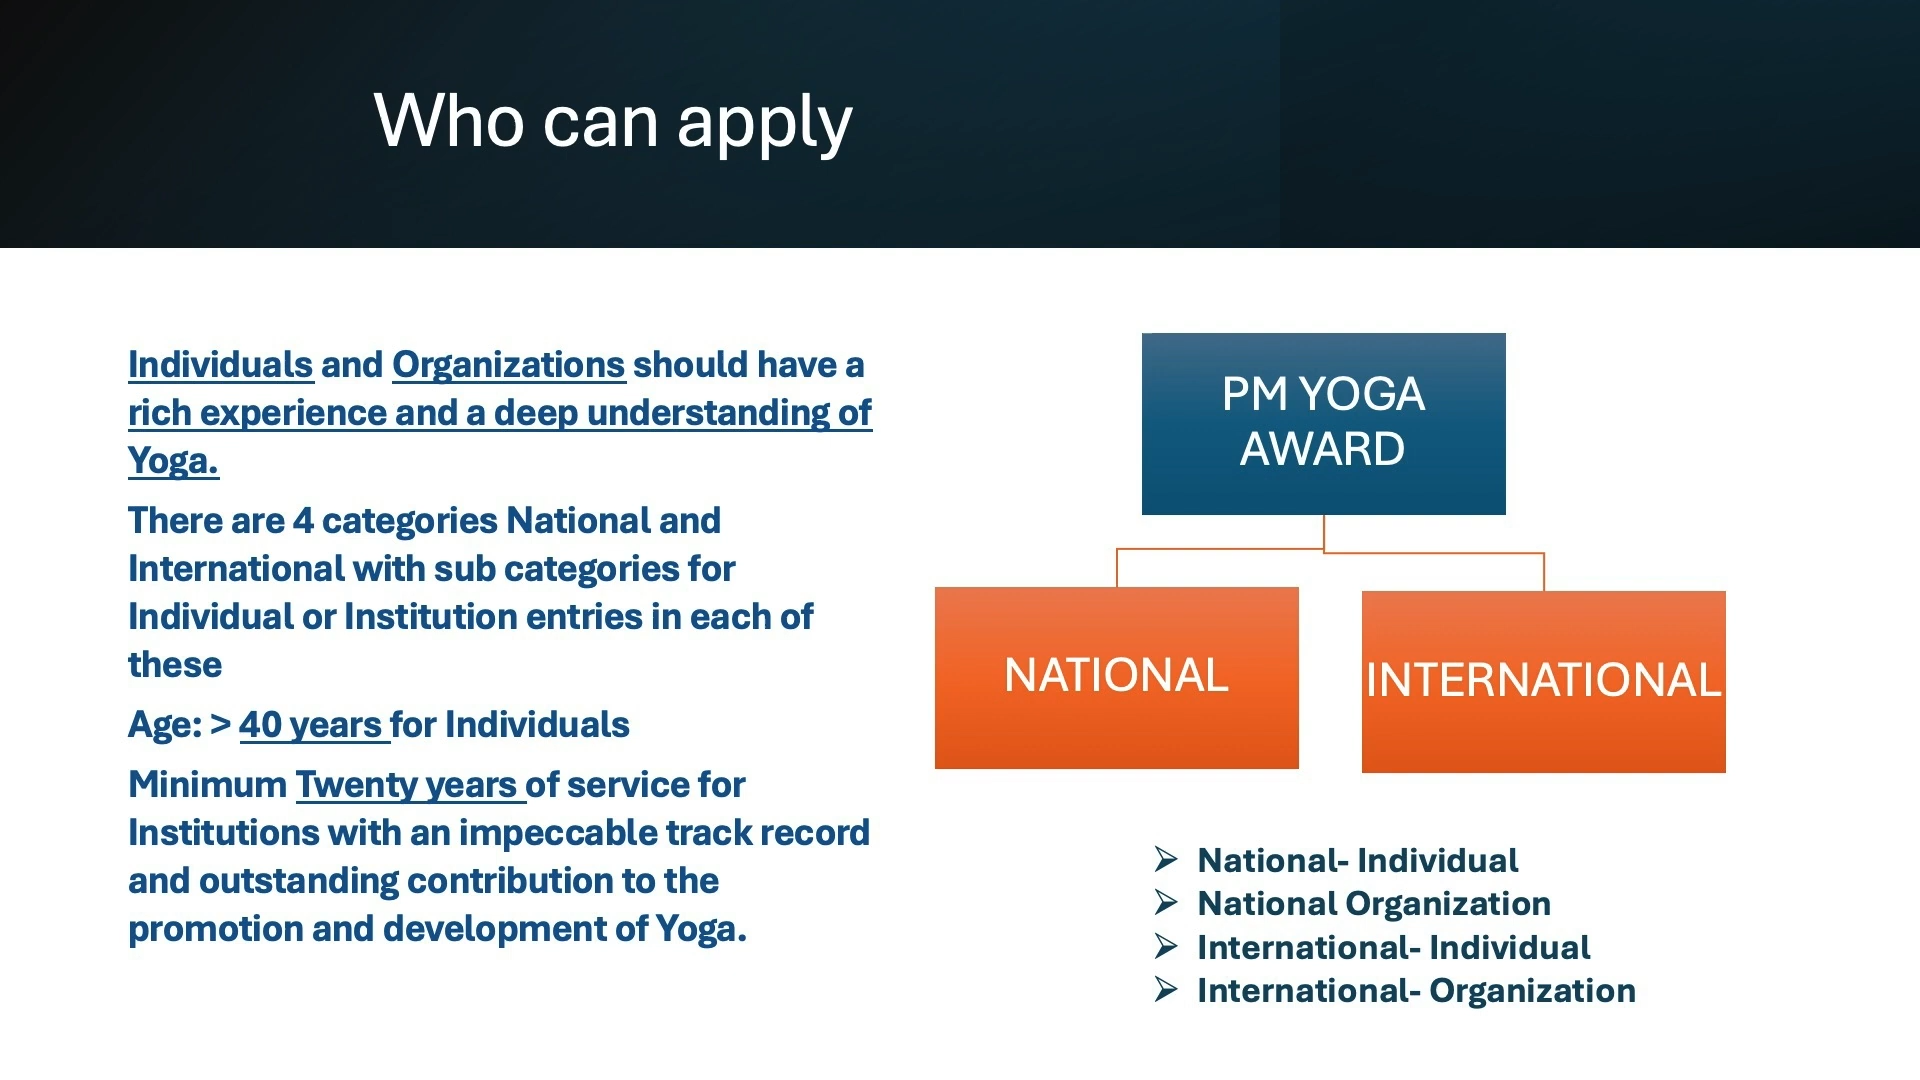 Who can apply
Individuals and Organizations should have a
rich experience and a deep understanding of
Yoga.
There are 4 categories National and
International with sub categories for
Individual or Institution entries in each of
these
Age: > 40 years for Individuals
Minimum Twenty years of service for
Institutions with an impeccable track record
and outstanding contribution to the
promotion and development of Yoga.
PM YOGA
AWARD
NATIONAL
INTERNATIONAL
➢ National- Individual
➢ National Organization
➢ International- Individual
➢ International- Organization